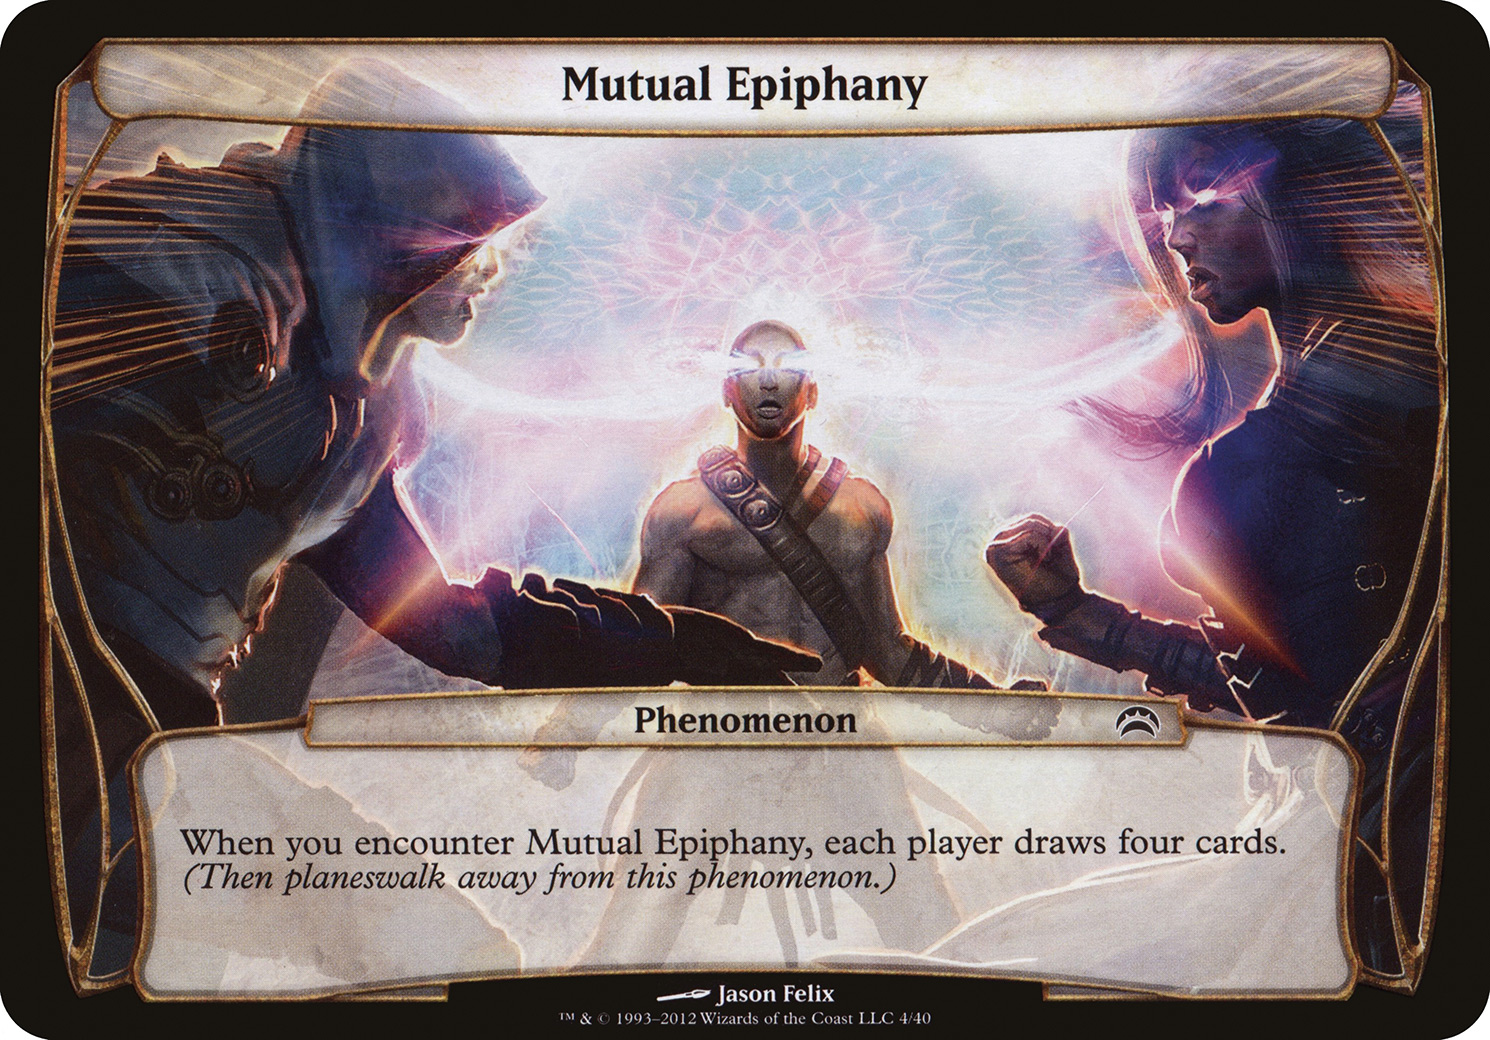 Mutual Epiphany
Phenomenon
When you encounter Mutual Epiphany, each player draws four cards.
(Then planeswalk away from this phenomenon.)
Jason Felix
™ & © 1993–2012 Wizards of the Coast LLC 4/40